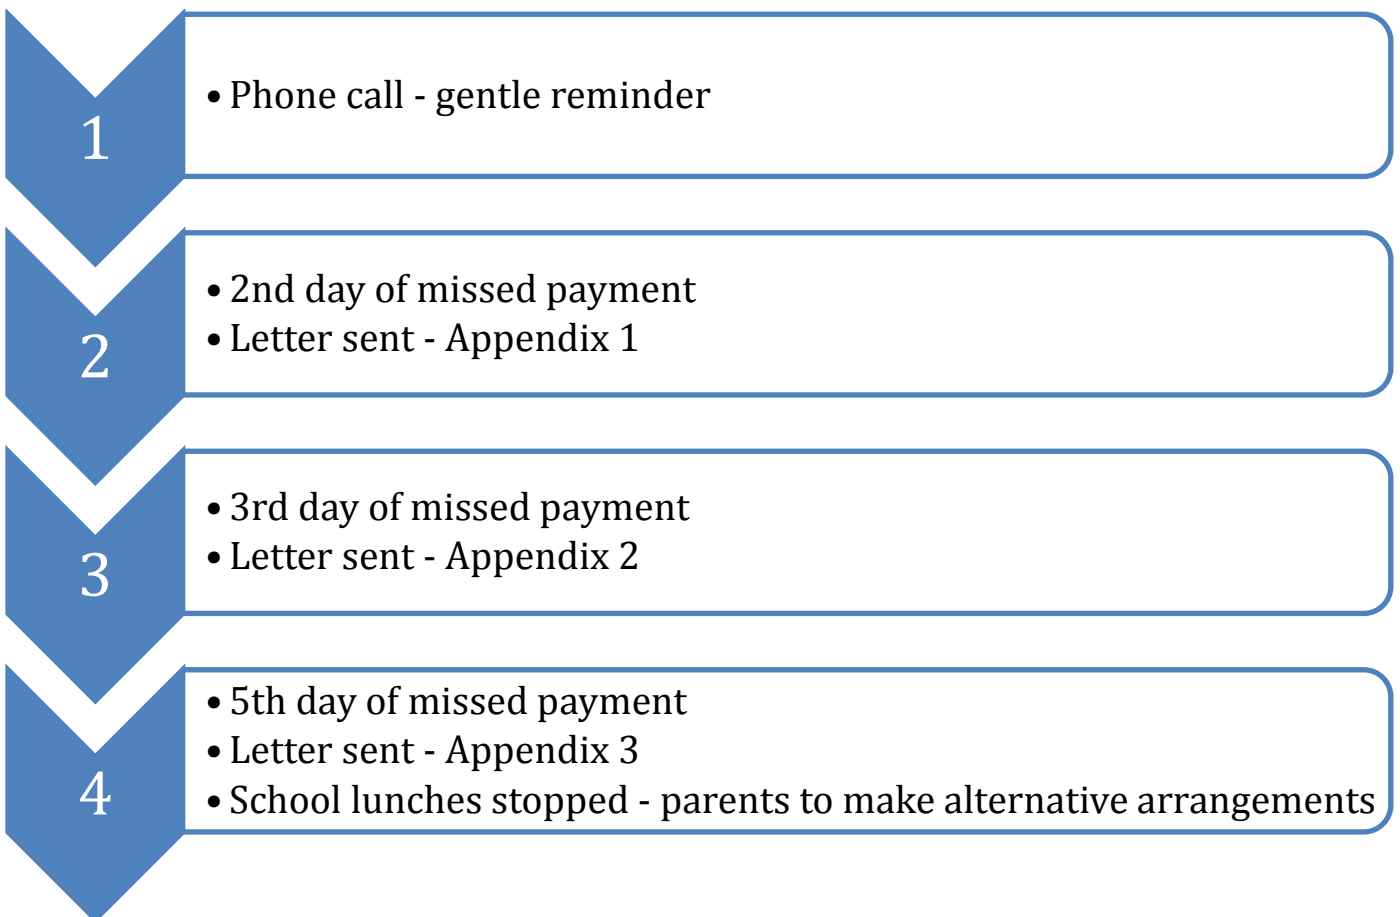 1
• Phone call - gentle reminder
2
• 2nd day of missed payment
• Letter sent - Appendix 1
3
• 3rd day of missed payment
• Letter sent - Appendix 2
4
• 5th day of missed payment
• Letter sent - Appendix 3
• School lunches stopped - parents to make alternative arrangements